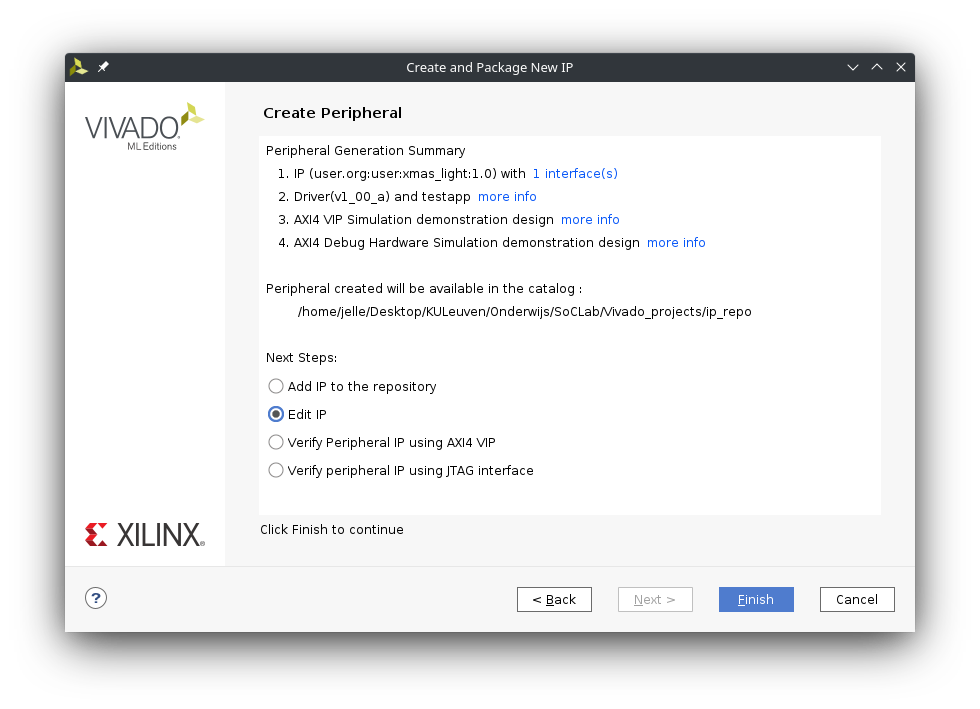 Create and Package New IP
VIVADO
ML Editions
Create Peripheral
Peripheral Generation Summary
1. IP (user.org:user:xmas_light:1.0) with 1 interface(s)
2. Driver(v1_00_a) and testapp more info
3. AXI4 VIP Simulation demonstration design more info
4. AXI4 Debug Hardware Simulation demonstration design more info
Peripheral created will be available in the catalog :
/home/jelle/Desktop/KULeuven/Onderwijs/SoCLab/Vivado_projects/ip_repo
Next Steps:
Add IP to the repository
Edit IP
Verify Peripheral IP using AXI4 VIP
Verify peripheral IP using JTAG interface
XILINX®
Click Finish to continue
?
< Back
Next >
Finish
Cancel